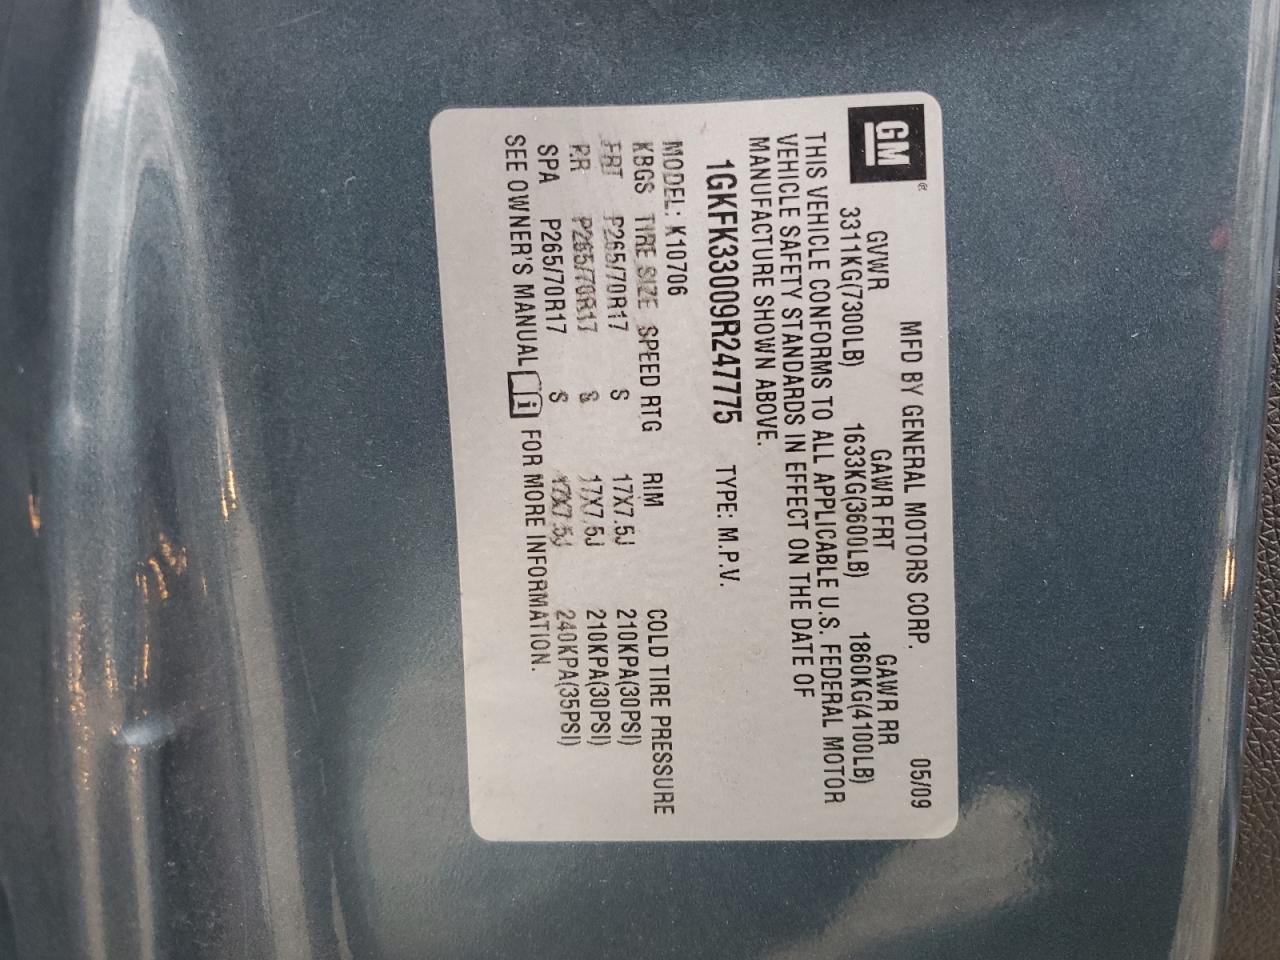 GM® MFD BY GENERAL MOTORS CORP. 05/09
GVWR GAWR FRT GAWR RR
3311KG(7300LB) 1633KG(3600LB) 1860KG(4100LB)
THIS VEHICLE CONFORMS TO ALL APPLICABLE U.S. FEDERAL MOTOR
VEHICLE SAFETY STANDARDS IN EFFECT ON THE DATE OF
MANUFACTURE SHOWN ABOVE.
1GKFK33009R247775 TYPE: M.P.V.
MODEL: K10706
KBGS TIRE SIZE SPEED RTG RIM COLD TIRE PRESSURE
FRT P265/70R17 S 17X7.5J 210KPA(30PSI)
RR P265/70R17 S 17X7.5J 210KPA(30PSI)
SPA P265/70R17 S 17X7.5J 240KPA(35PSI)
SEE OWNER'S MANUAL i FOR MORE INFORMATION.